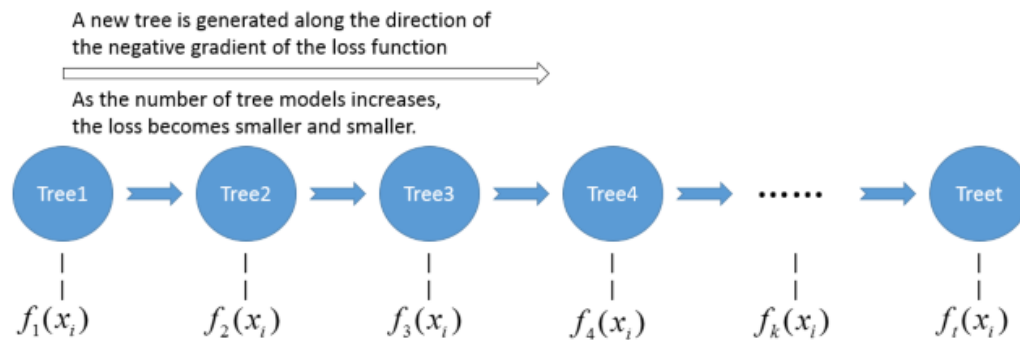 A new tree is generated along the direction of
the negative gradient of the loss function
As the number of tree models increases,
the loss becomes smaller and smaller.
Tree1 Tree2 Tree3 Tree4 ...... Treet
f₁(xᵢ) f₂(xᵢ) f₃(xᵢ) f₄(xᵢ) fₖ(xᵢ) fₜ(xᵢ)